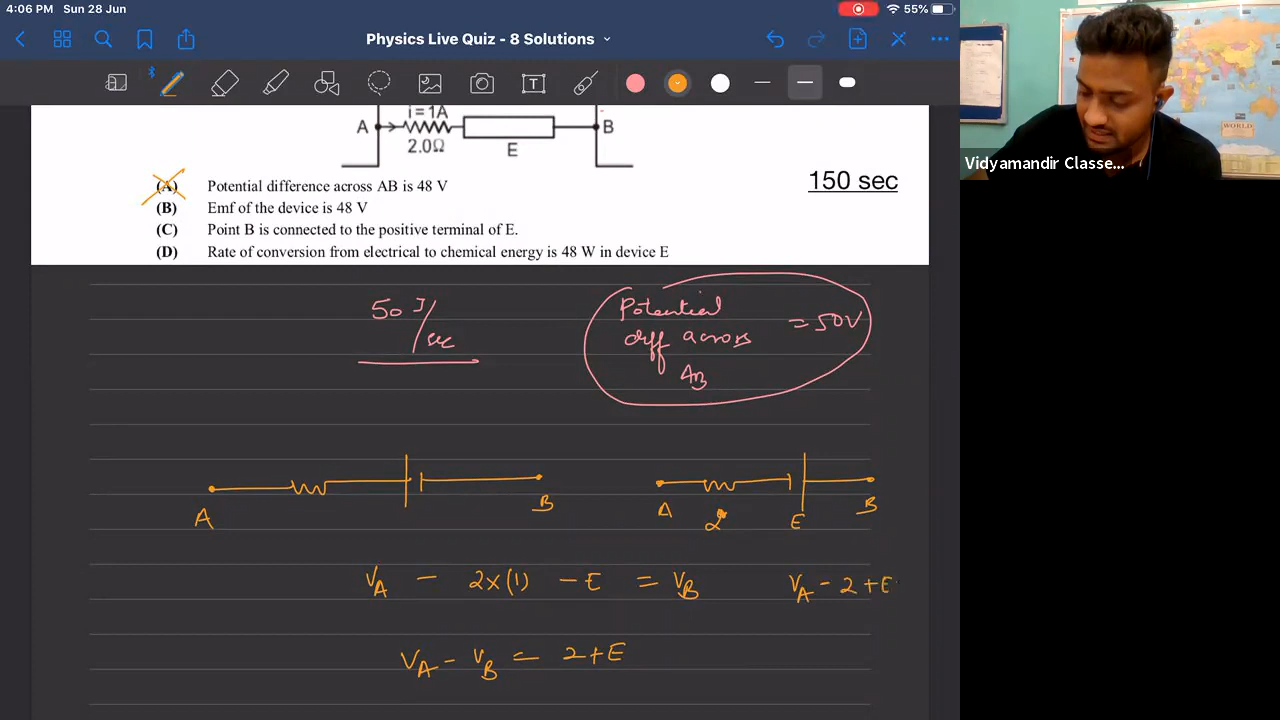 4:06 PM Sun 28 Jun
55%
Physics Live Quiz - 8 Solutions
i = 1A
A
B
2.0Ω
E
(A) Potential difference across AB is 48 V
150 sec
(B) Emf of the device is 48 V
(C) Point B is connected to the positive terminal of E.
(D) Rate of conversion from electrical to chemical energy is 48 W in device E
50 J/sec
Potential
diff across = 50V
AB
A B
A 2 E B
VA - 2×(1) - E = VB
VA - 2 + E
VA - VB = 2 + E
Vidyamandir Classe...
WORLD